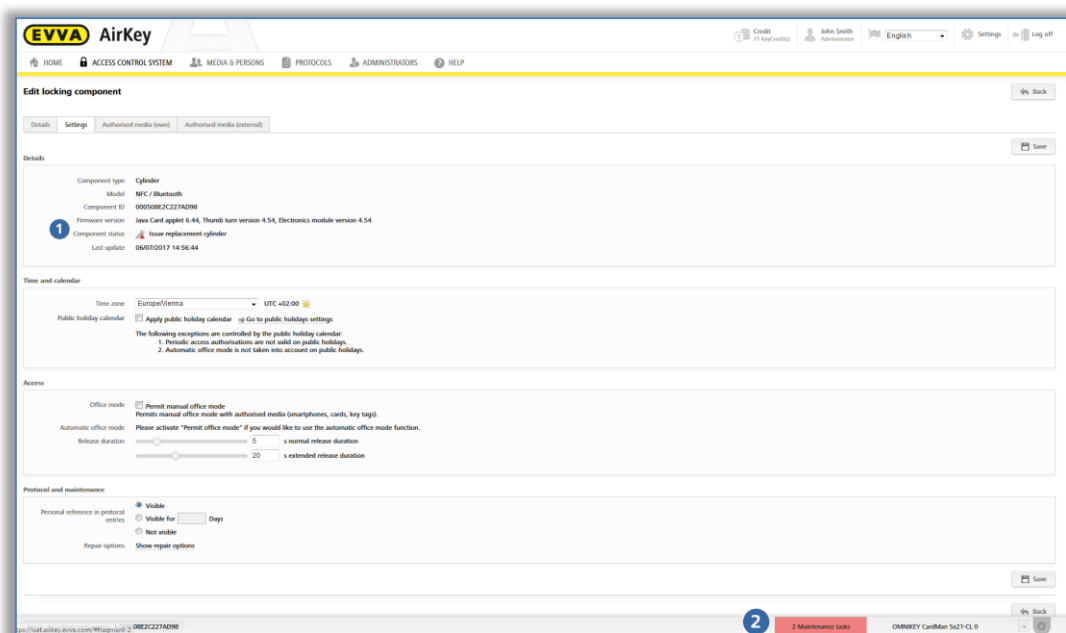 EVVA AirKey
Credit
71 KeyCredit(s)
John Smith
Administrator
English
Settings
Log off
HOME ACCESS CONTROL SYSTEM MEDIA & PERSONS PROTOCOLS ADMINISTRATORS HELP
Edit locking component
Back
Details Settings Authorised media (own) Authorised media (external)
Save
Details
Component type Cylinder
Model NFC / Bluetooth
Component ID 000508E2C227AD98
Firmware version Java Card applet 6.44, Thumb turn version 4.54, Electronics module version 4.54
1 Component status Issue replacement cylinder
Last update 06/07/2017 14:56:44
Time and calendar
Time zone Europe/Vienna UTC +02:00
Public holiday calendar Apply public holiday calendar Go to public holidays settings
The following exceptions are controlled by the public holiday calendar:
1. Periodic access authorisations are not valid on public holidays.
2. Automatic office mode is not taken into account on public holidays.
Access
Office mode Permit manual office mode
Permits manual office mode with authorised media (smartphones, cards, key tags).
Automatic office mode Please activate "Permit office mode" if you would like to use the automatic office mode function.
Release duration 5 s normal release duration
20 s extended release duration
Protocol and maintenance
Personal reference in protocol entries
Visible
Visible for Days
Not visible
Repair options Show repair options
Save
Back
08E2C227AD98
2
2 Maintenance tasks
OMNIKEY CardMan 5x21-CL 0